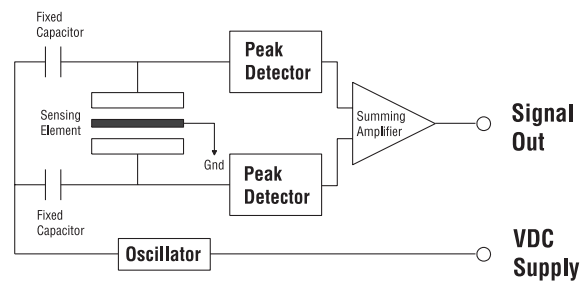 Fixed
Capacitor
Peak
Detector
Sensing
Element
Summing
Amplifier
Signal
Out
Gnd
Peak
Detector
Fixed
Capacitor
Oscillator
VDC
Supply